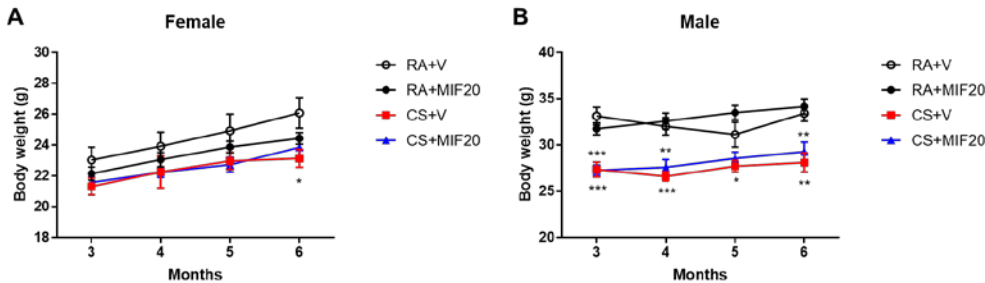 A
Female
30
28
26
24
22
20
18
Body weight (g)
3 4 5 6
Months
*
RA+V
RA+MIF20
CS+V
CS+MIF20
B
Male
40
35
30
25
20
Body weight (g)
3 4 5 6
Months
*** ** **
*** *** * **
RA+V
RA+MIF20
CS+V
CS+MIF20